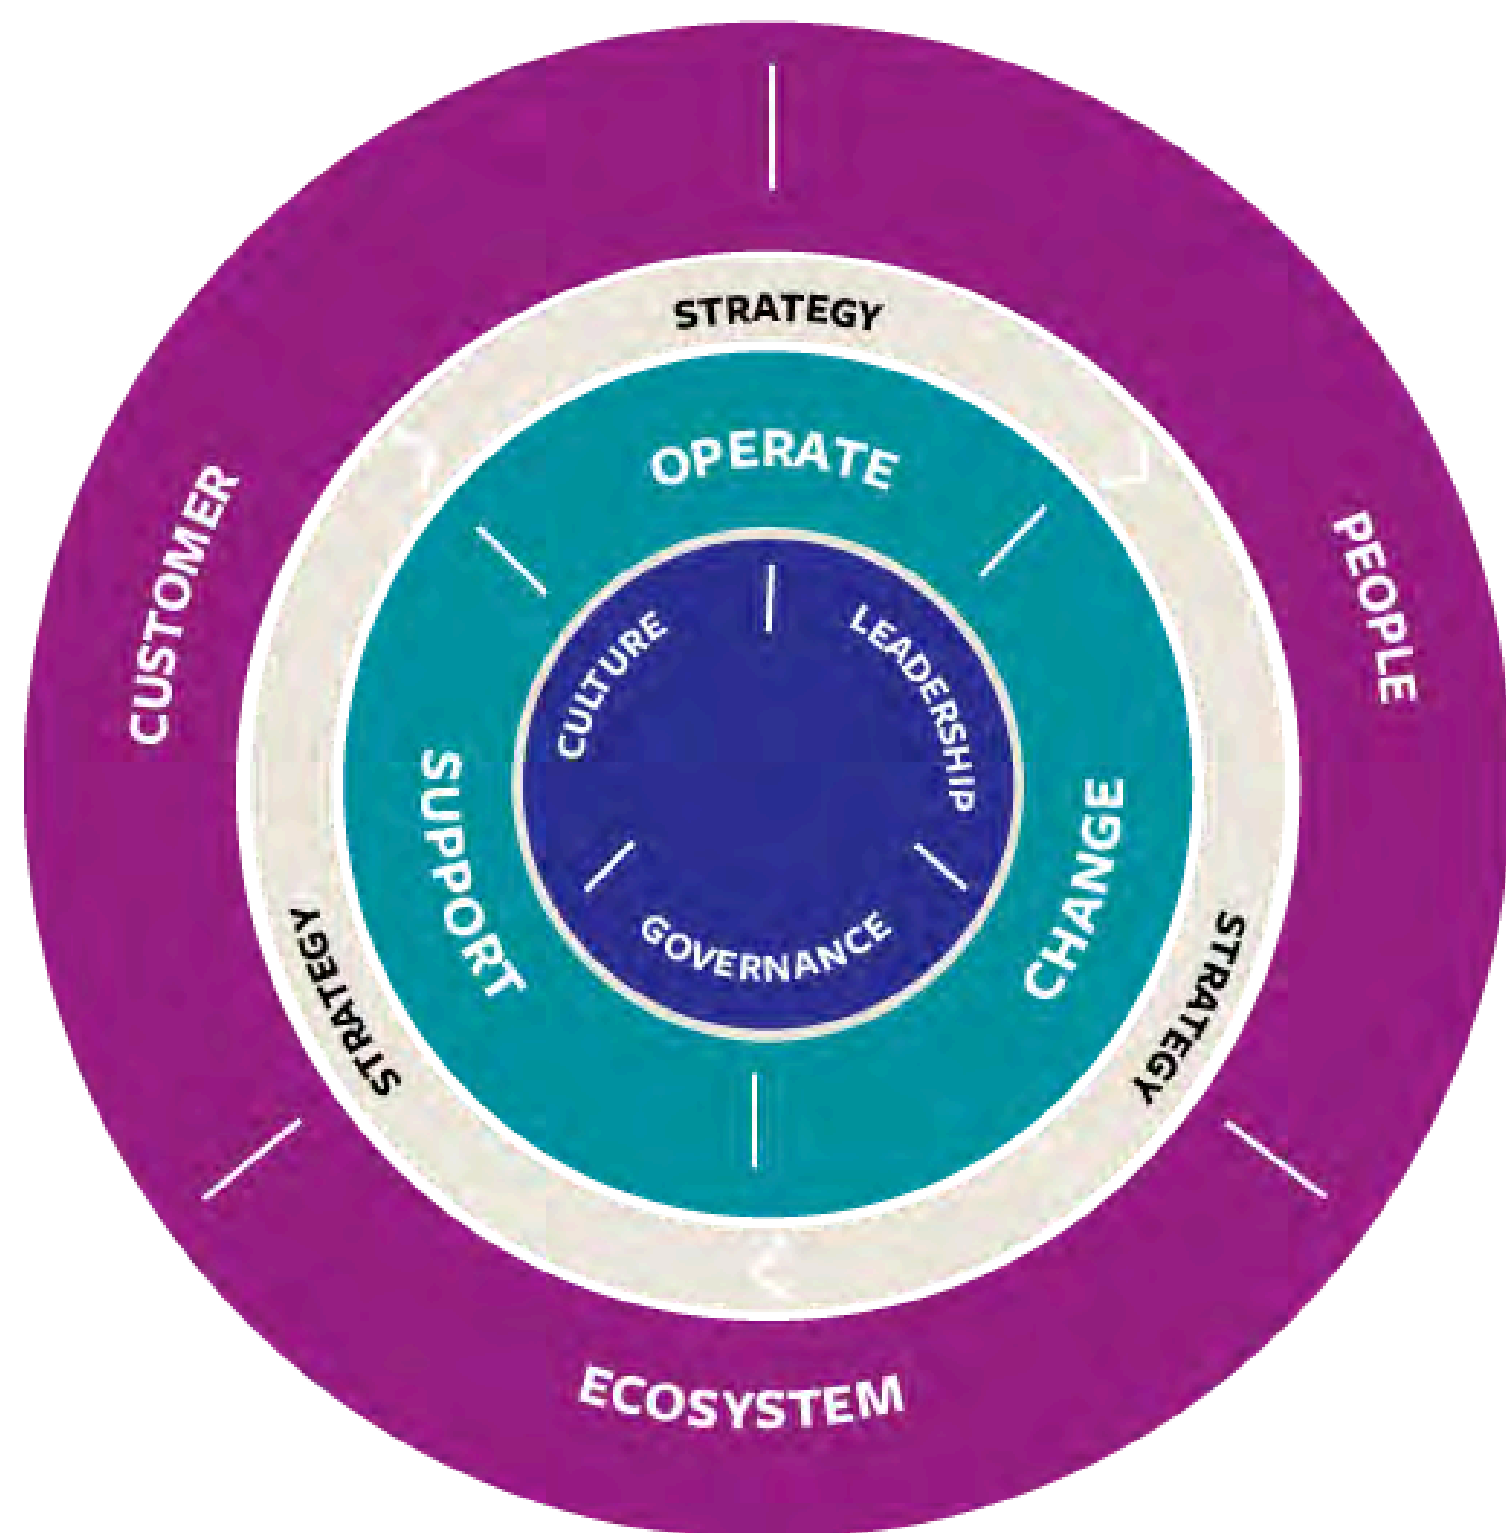 STRATEGY
OPERATE
CUSTOMER
PEOPLE
CULTURE
LEADERSHIP
SUPPORT
CHANGE
GOVERNANCE
STRATEGY
STRATEGY
ECOSYSTEM